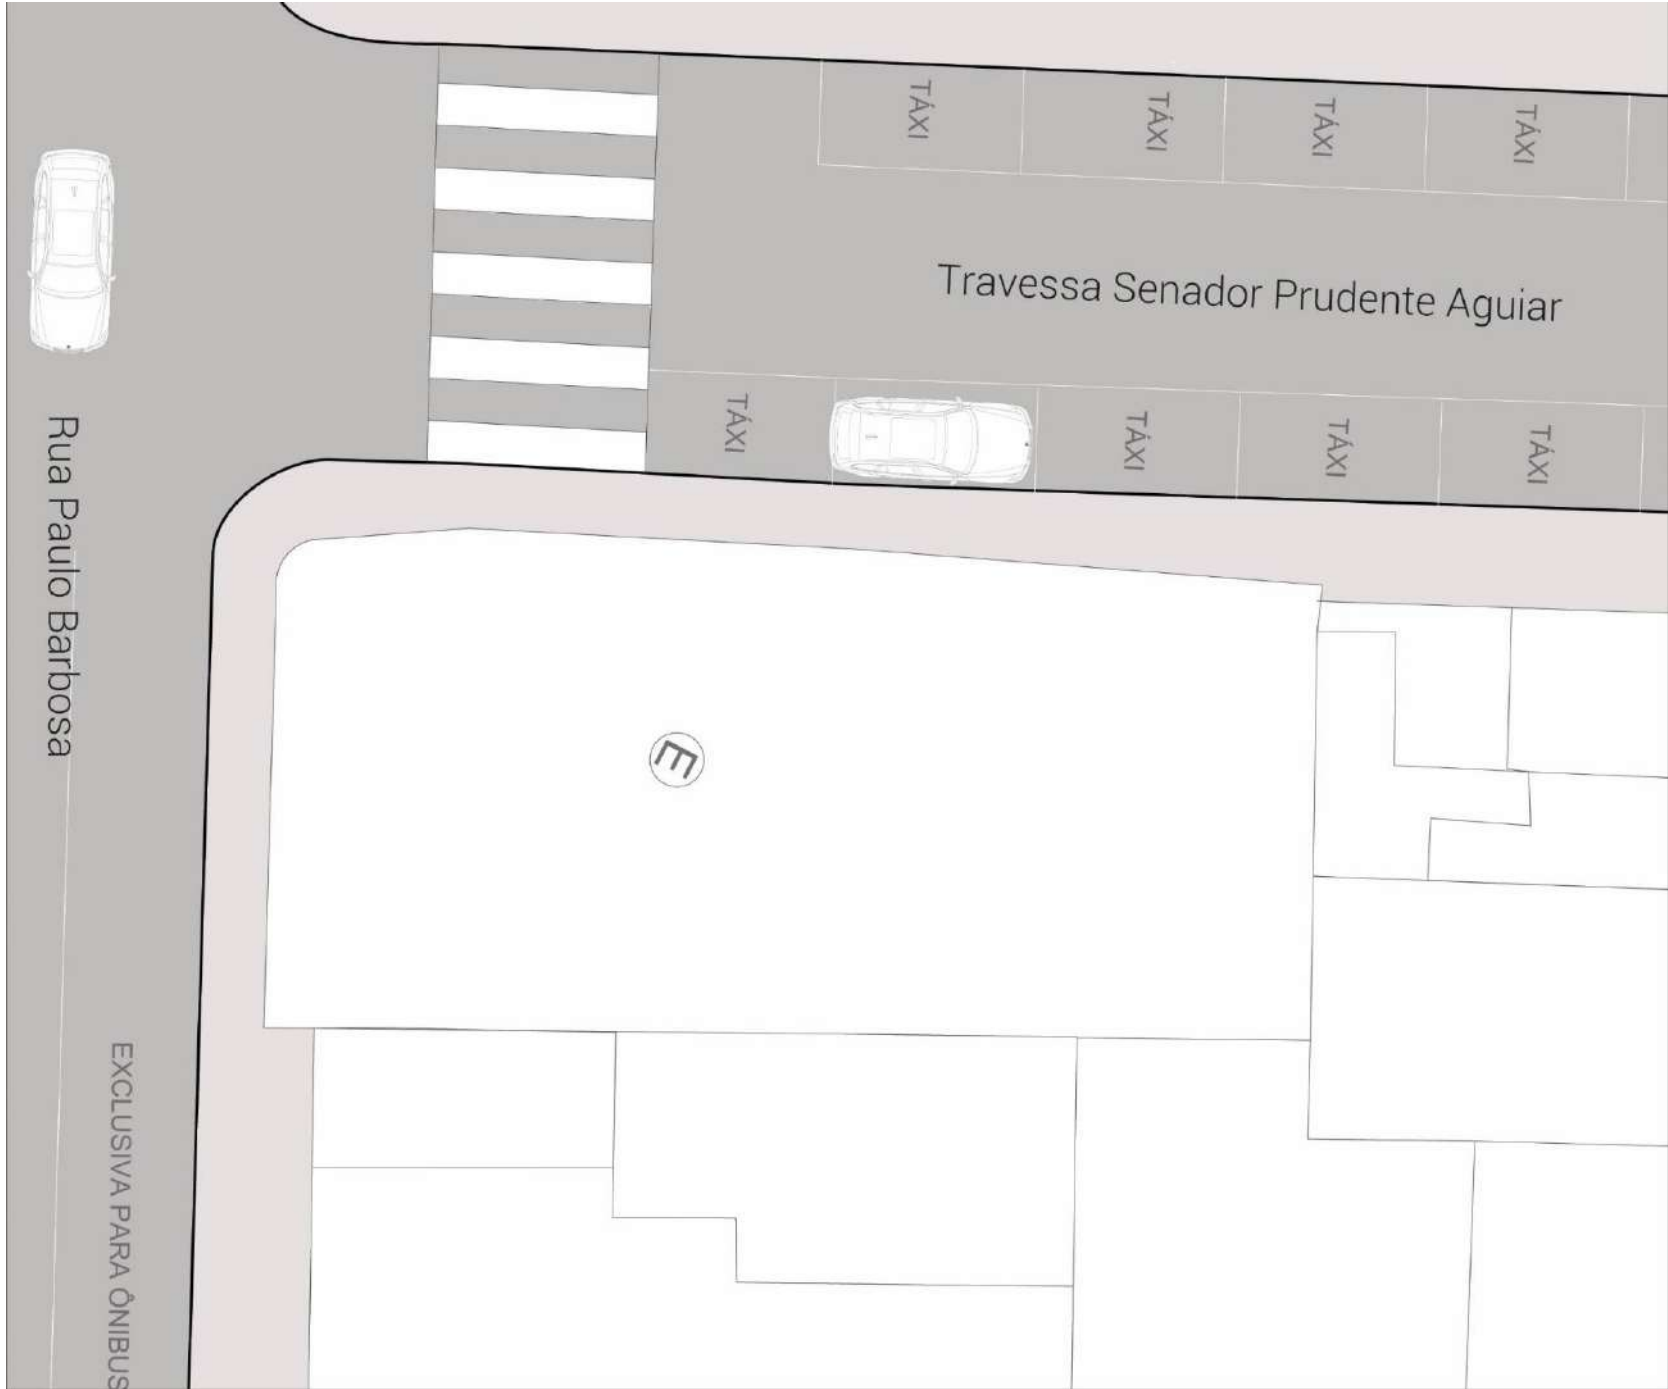 TÁXI
TÁXI
TÁXI
TÁXI
Travessa Senador Prudente Aguiar
TÁXI
TÁXI
TÁXI
TÁXI
Rua Paulo Barbosa
E
EXCLUSIVA PARA ÔNIBUS